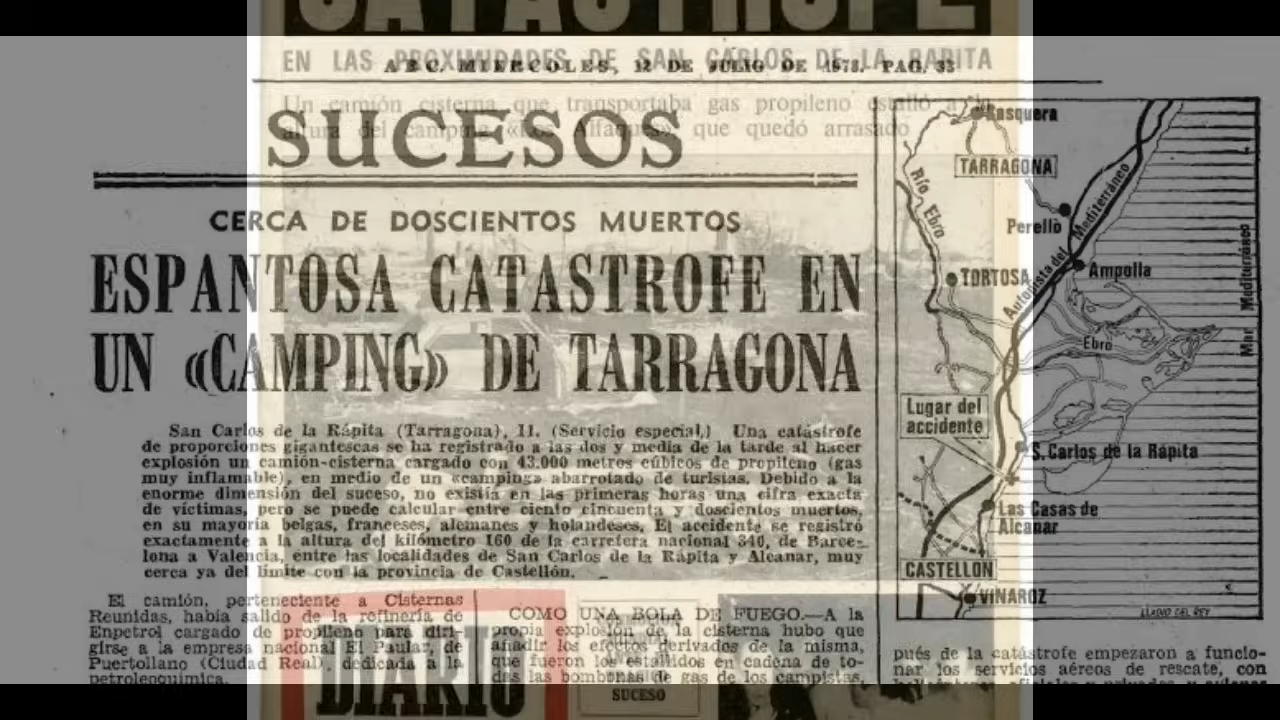 CATASTROFE
EN LAS PROXIMIDADES DE SAN CARLOS DE LA RAPITA
ABC. MIERCOLES, 12 DE JULIO DE 1978. PAG. 33
Un camión cisterna que transportaba gas propileno estalló a la
altura del camping «Los Alfaques» que quedó arrasado
SUCESOS
CERCA DE DOSCIENTOS MUERTOS
ESPANTOSA CATASTROFE EN
UN «CAMPING» DE TARRAGONA
San Carlos de la Rápita (Tarragona), 11. (Servicio especial.) Una catástrofe
de proporciones gigantescas se ha registrado a las dos y media de la tarde al hacer
explosión un camión-cisterna cargado con 43.000 metros cúbicos de propileno (gas
muy inflamable), en medio de un «camping» abarrotado de turistas. Debido a la
enorme dimensión del suceso, no existía en las primeras horas una cifra exacta
de víctimas, pero se puede calcular entre ciento cincuenta y doscientos muertos,
en su mayoría belgas, franceses, alemanes y holandeses. El accidente se registró
exactamente a la altura del kilómetro 160 de la carretera nacional 340, de Barce-
lona a Valencia, entre las localidades de San Carlos de la Rápita y Alcanar, muy
cerca ya del límite con la provincia de Castellón.
El camión, perteneciente a Cisternas
Reunidas, había salido de la refinería de
Enpetrol cargado de propileno para diri-
girse a la empresa nacional El Paular, de
Puertollano (Ciudad Real), dedicada a la
petroleoquímica.
COMO UNA BOLA DE FUEGO.—A la
propia explosión de la cisterna hubo que
añadir los efectos derivados de la misma,
que fueron los estallidos en cadena de to-
das las bombonas de gas de los campistas,
DIARIO
SUCESO
Rasquera
TARRAGONA
Río Ebro
Perelló
Autopista del Mediterráneo
Ampolla
TORTOSA
Ebro
Mar Mediterráneo
Lugar del
accidente
S. Carlos de la Rápita
Las Casas de
Alcanar
CASTELLON
VINAROZ
pués de la catástrofe empezaron a funcio-
nar los servicios aéreos de rescate, con